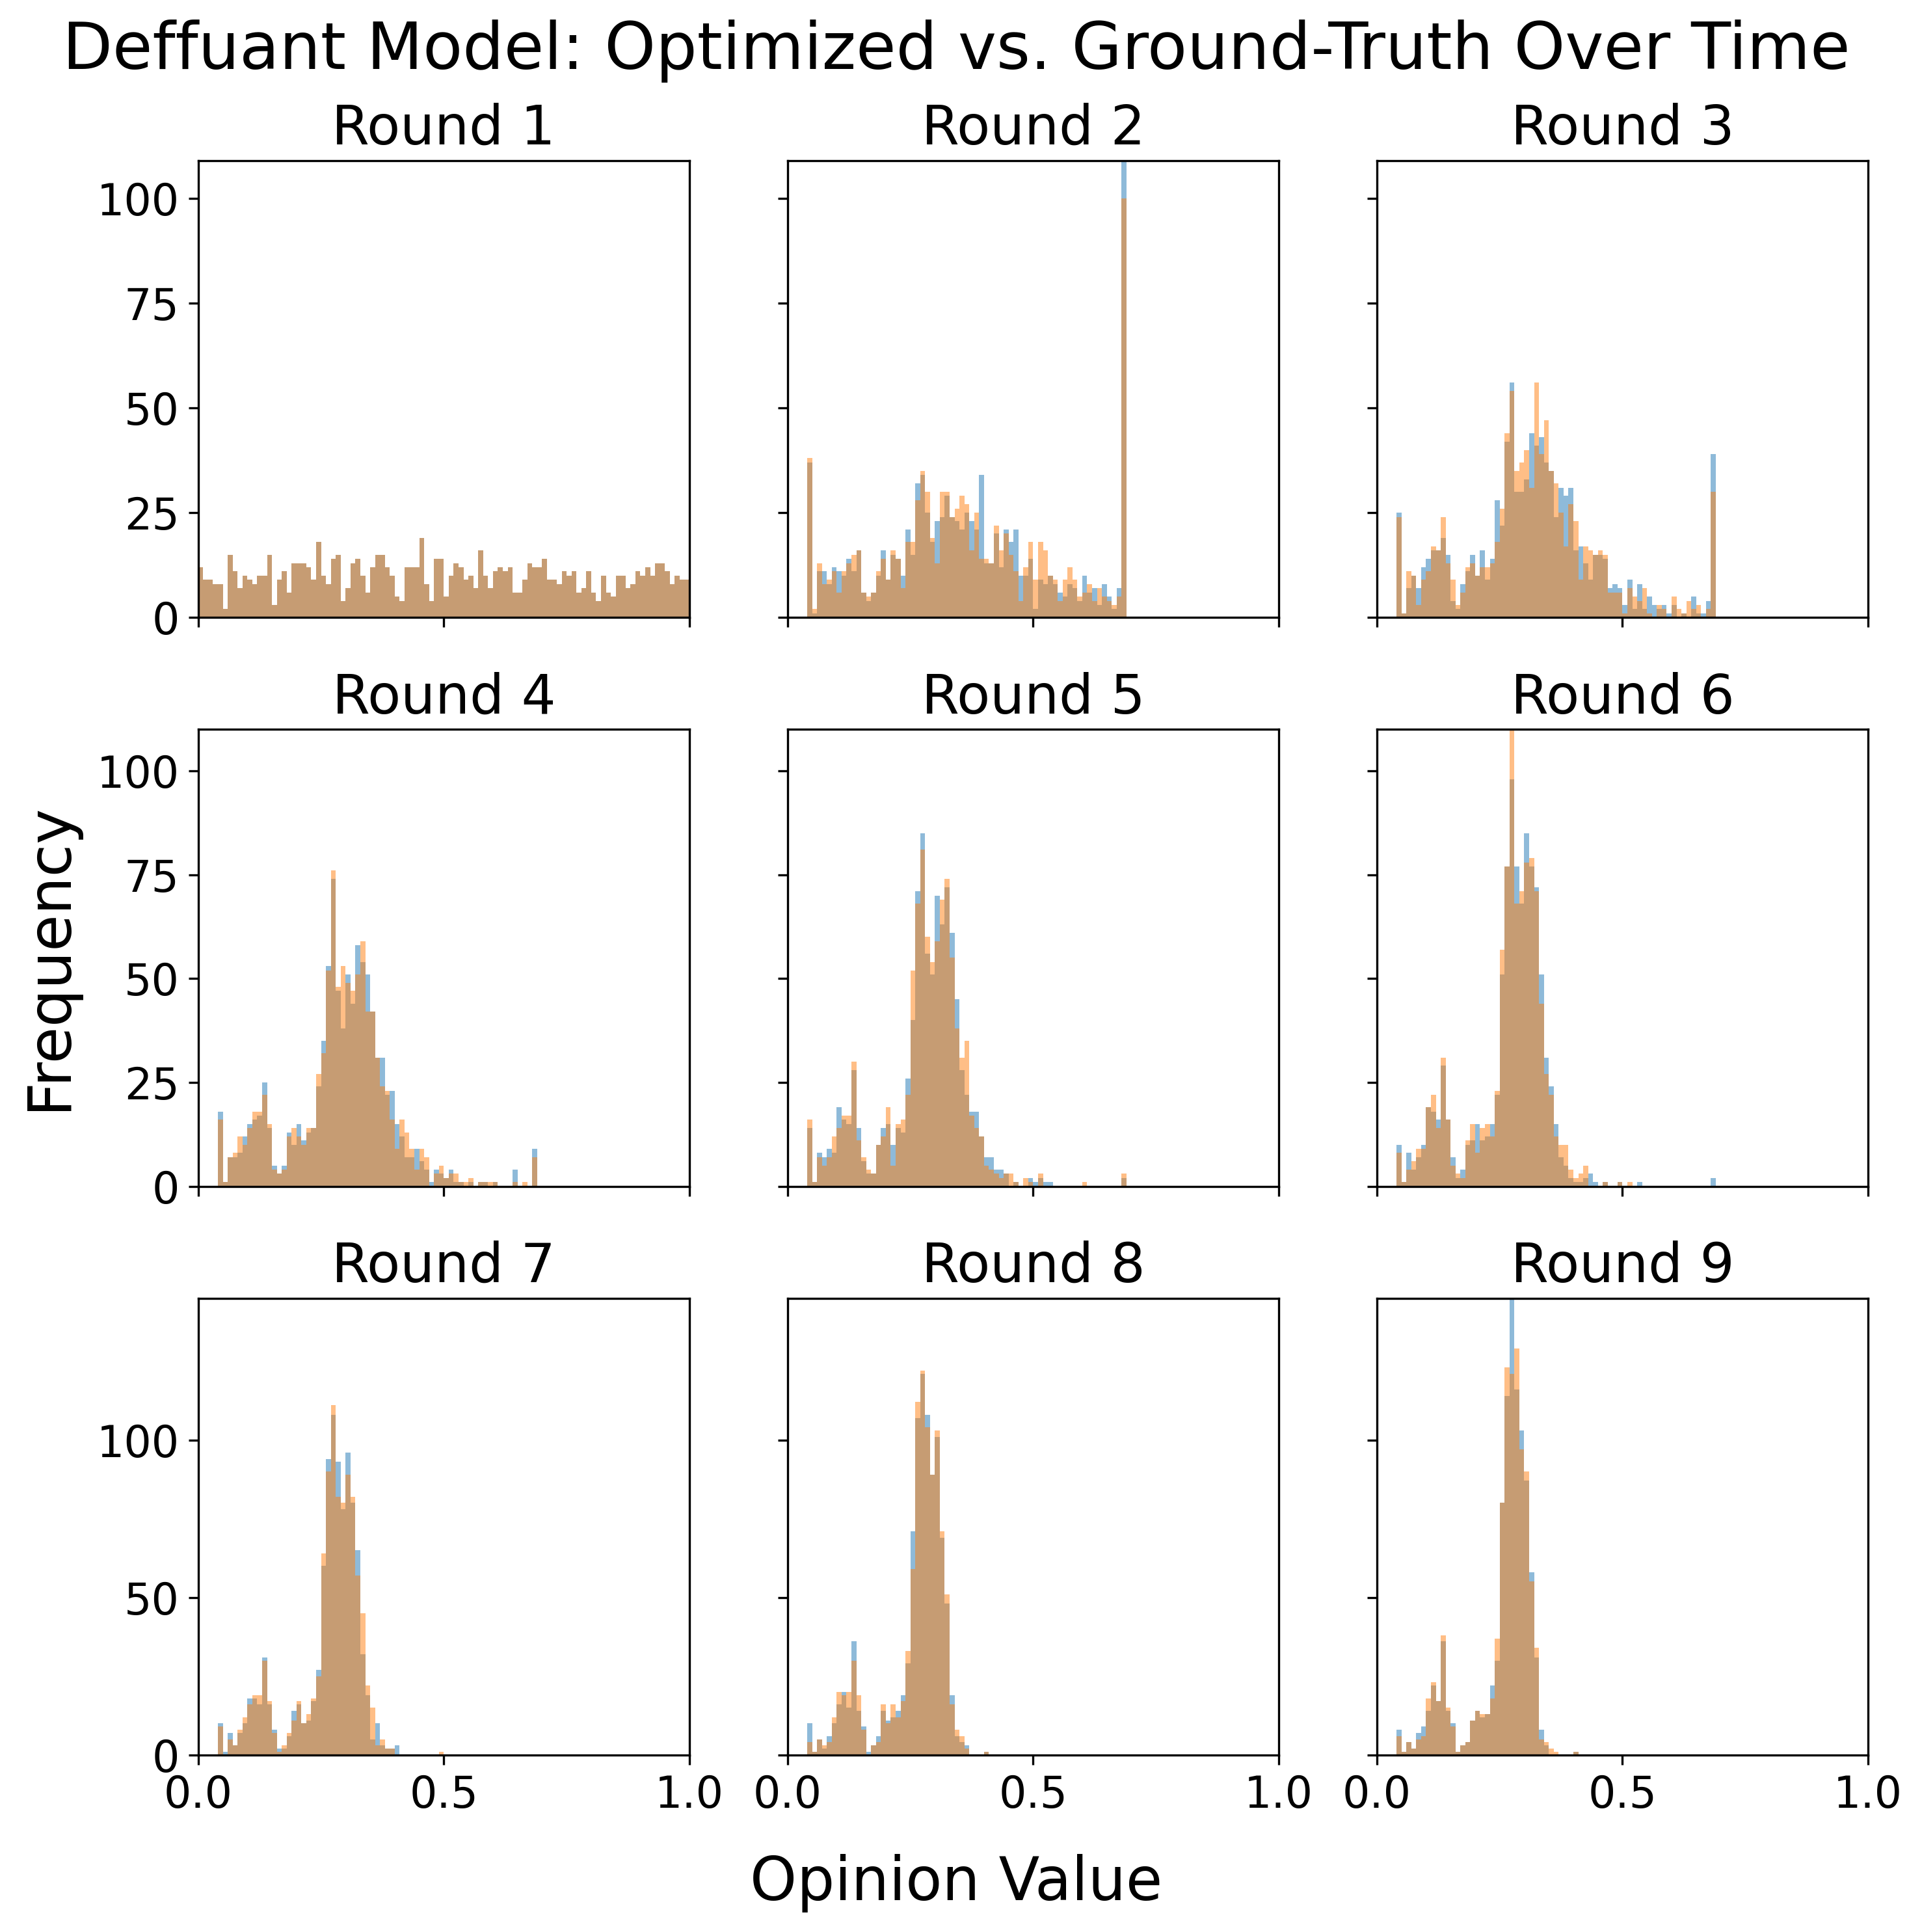 Deffuant Model: Optimized vs. Ground-Truth Over Time
Round 1
Round 2
Round 3
100
75
50
25
0
Round 4
Round 5
Round 6
100
75
50
25
0
Frequency
Round 7
Round 8
Round 9
100
50
0
0.0 0.5 1.0
0.0 0.5 1.0
0.0 0.5 1.0
Opinion Value